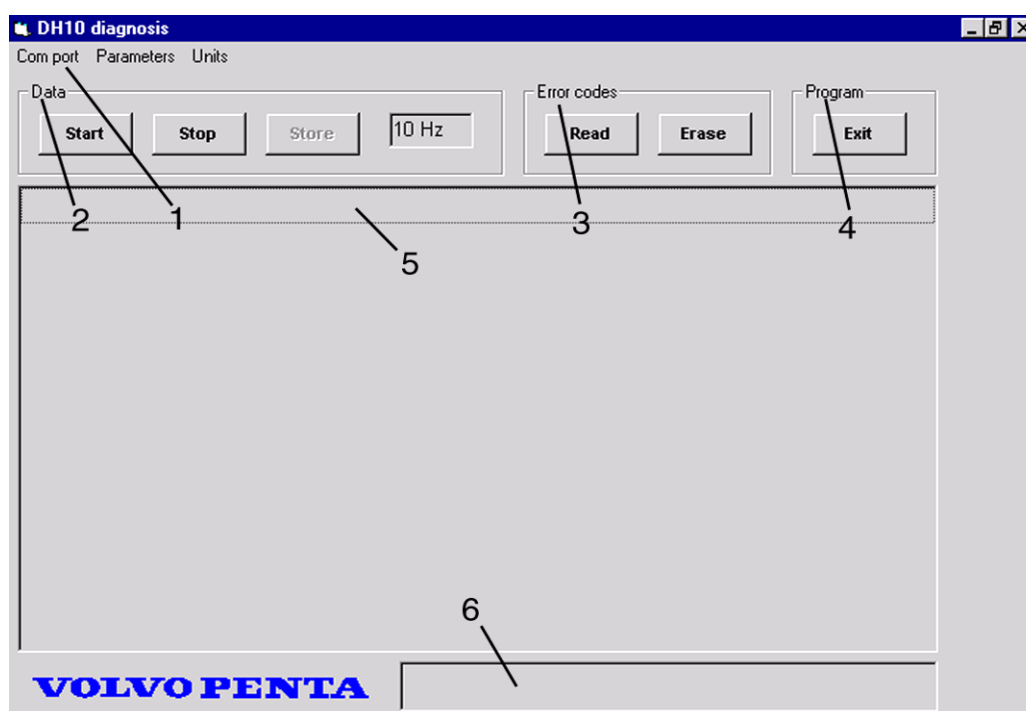 DH10 diagnosis
Com port Parameters Units
Data Error codes Program
Start Stop Store 10 Hz Read Erase Exit
2 1 3 4
5
6
VOLVO PENTA